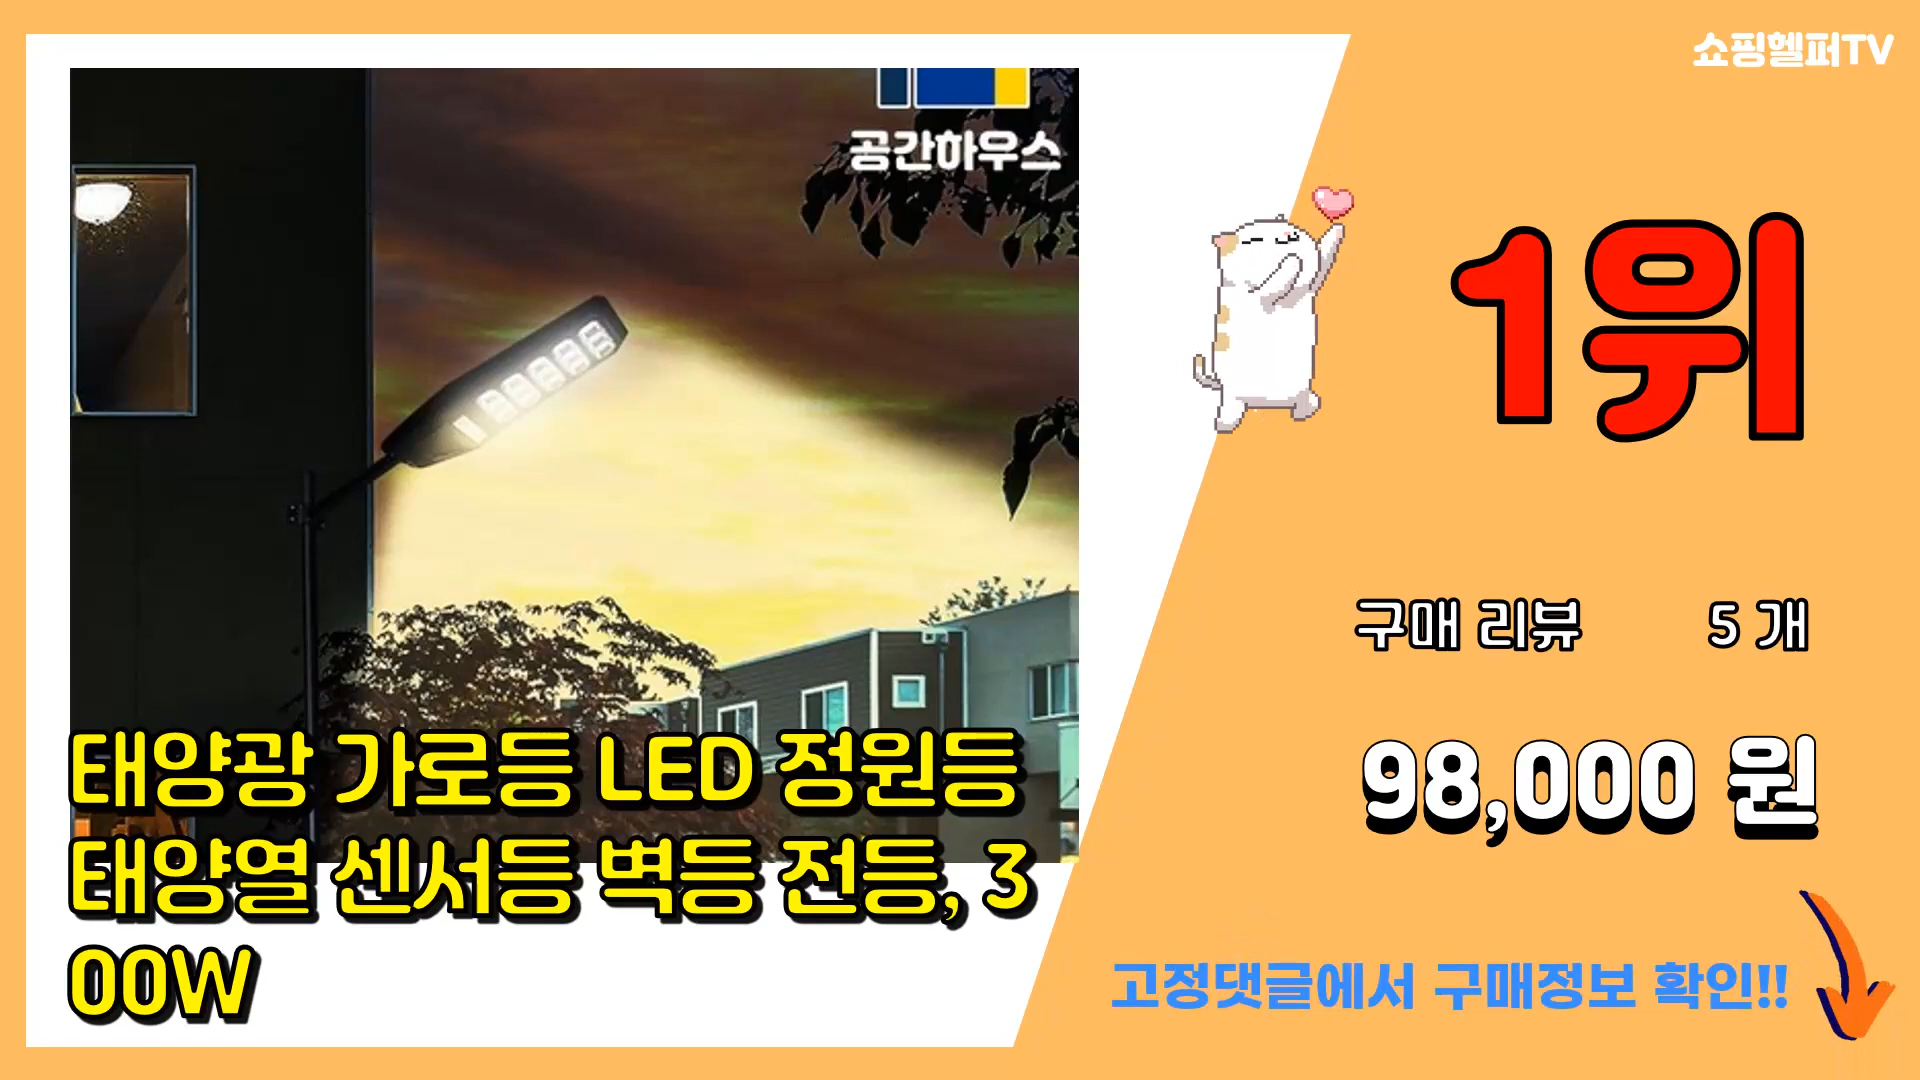 쇼핑헬퍼TV
공간하우스
1위
구매 리뷰 5 개
98,000 원
태양광 가로등 LED 정원등
태양열 센서등 벽등 전등, 3
00W
고정댓글에서 구매정보 확인!!